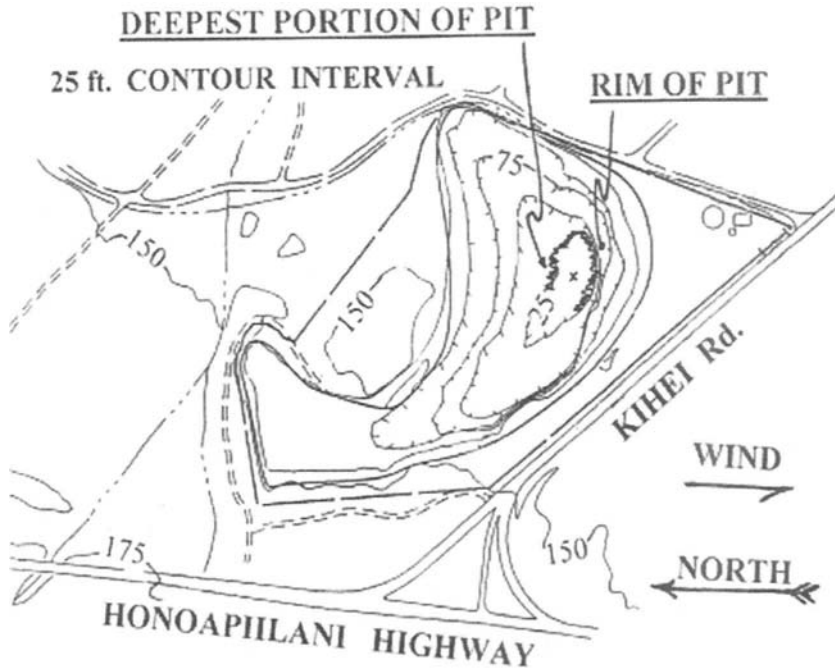 DEEPEST PORTION OF PIT
25 ft. CONTOUR INTERVAL
RIM OF PIT
75
150
150
25
KIHEI Rd.
WIND
150
NORTH
175
HONOAPIILANI HIGHWAY